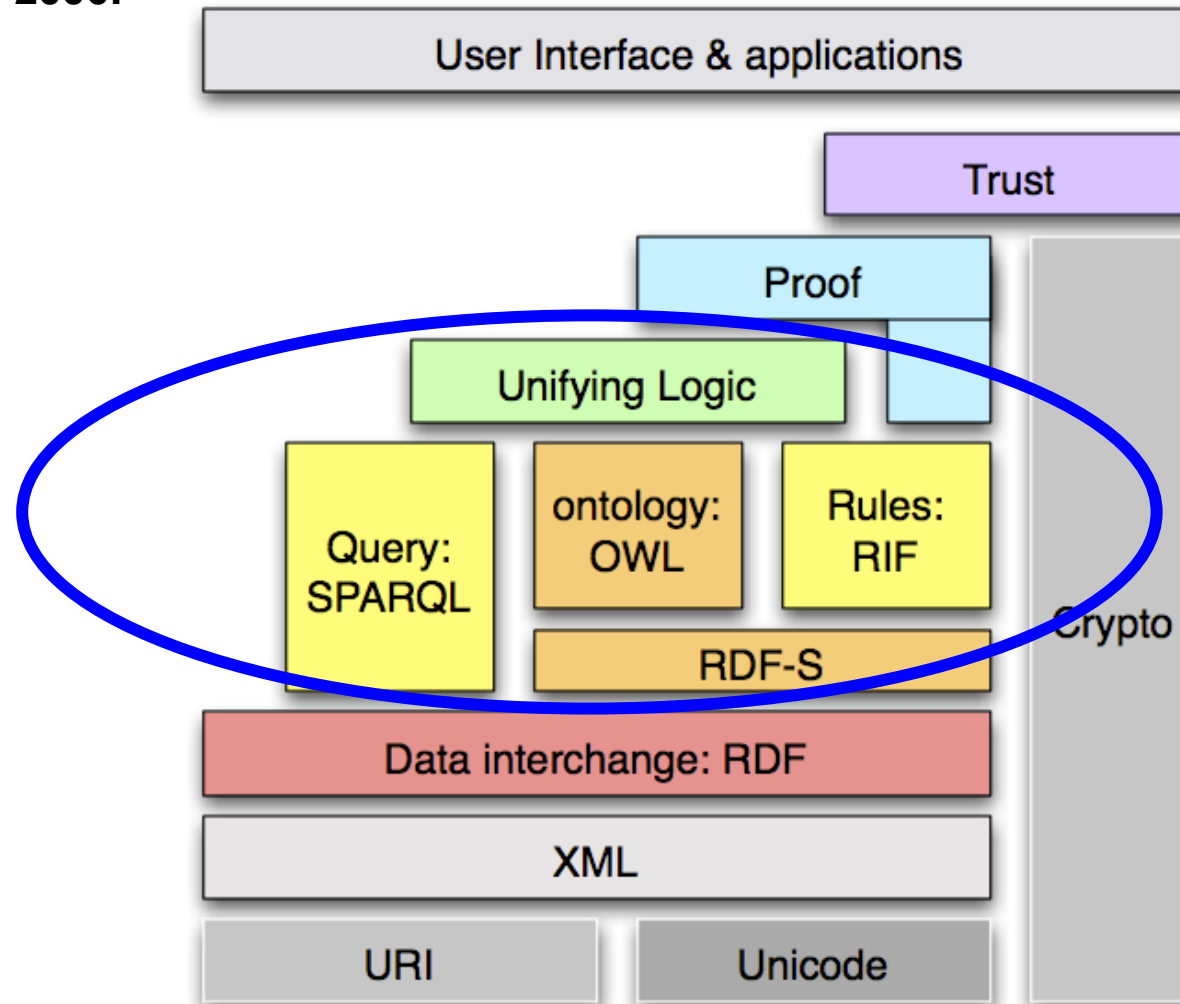 User Interface & applications
Trust
Proof
Unifying Logic
Query:
SPARQL
ontology:
OWL
Rules:
RIF
Crypto
RDF-S
Data interchange: RDF
XML
URI
Unicode